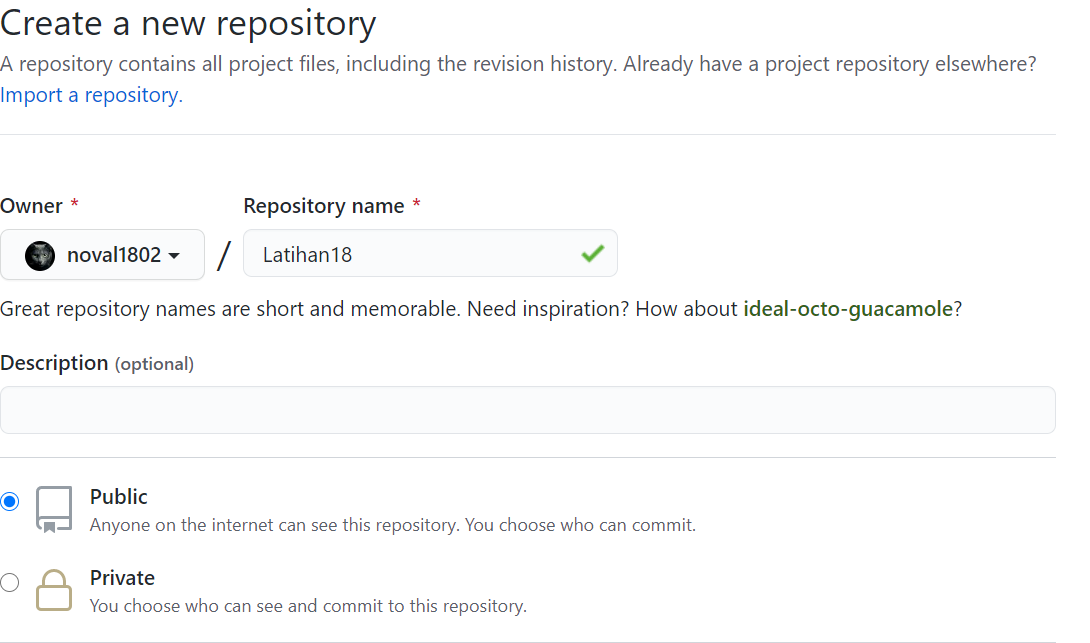 Create a new repository
A repository contains all project files, including the revision history. Already have a project repository elsewhere?
Import a repository.
Owner * Repository name *
noval1802 / Latihan18
Great repository names are short and memorable. Need inspiration? How about ideal-octo-guacamole?
Description (optional)
Public
Anyone on the internet can see this repository. You choose who can commit.
Private
You choose who can see and commit to this repository.